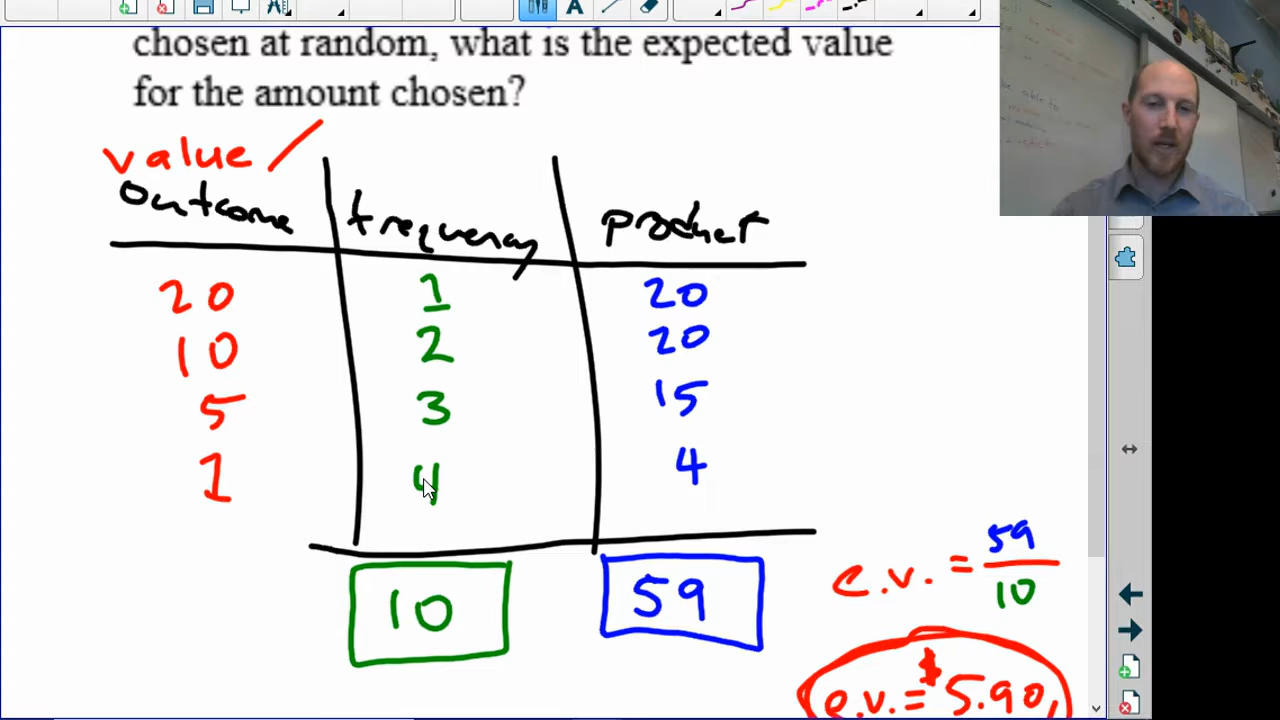 chosen at random, what is the expected value
for the amount chosen?
value /
outcome frequency product
20 1 20
10 2 20
5 3 15
1 4 4
10 59
e.v. = 59/10
e.v. = $5.90